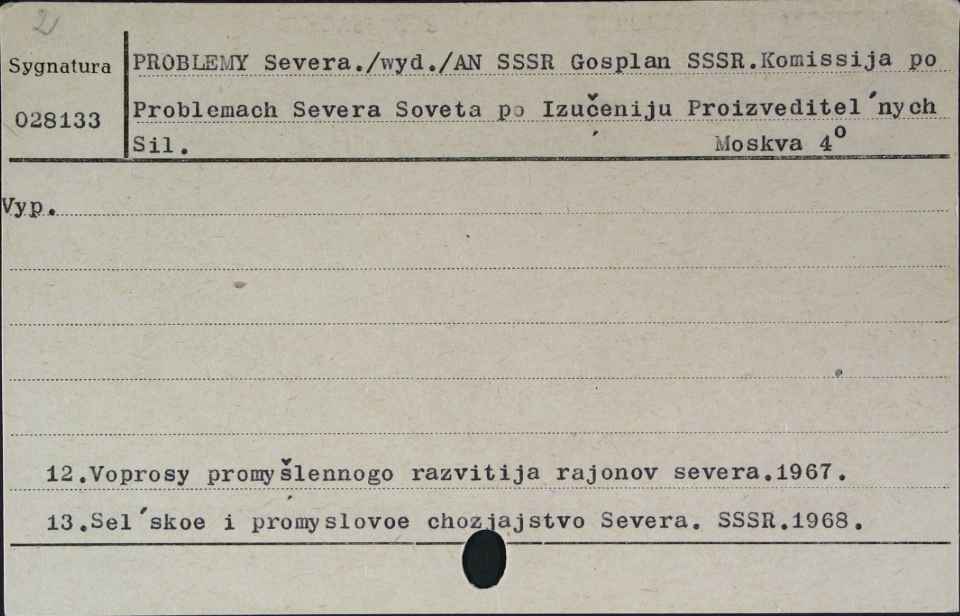 2
Sygnatura
028133
PROBLEMY Severa./wyd./AN SSSR Gosplan SSSR.Komissija po
Problemach Severa Soveta po Izučeniju Proizveditel´nych
Sil. Moskva 4º
Vyp.
12.Voprosy promyšlennogo razvitija rajonov severa.1967.
13.Sel´skoe i promyslovoe chozjajstvo Severa. SSSR.1968.